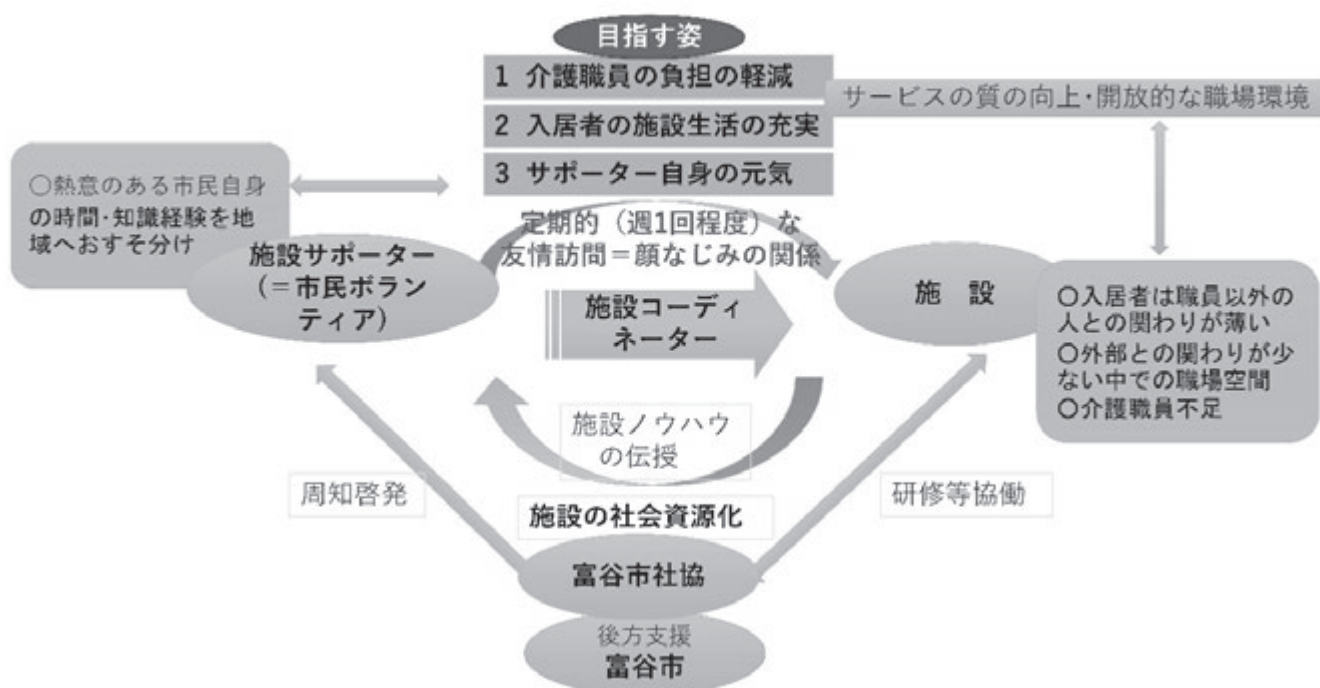 目指す姿
1 介護職員の負担の軽減
2 入居者の施設生活の充実
3 サポーター自身の元気
サービスの質の向上・開放的な職場環境
○熱意のある市民自身
の時間・知識経験を地
域へおすそ分け
施設サポーター
(=市民ボラン
ティア)
定期的(週1回程度)な
友情訪問=顔なじみの関係
施設コーディ
ネーター
施 設
○入居者は職員以外の
人との関わりが薄い
○外部との関わりが少
ない中での職場空間
○介護職員不足
施設ノウハウ
の伝授
周知啓発
施設の社会資源化
研修等協働
富谷市社協
後方支援
富谷市